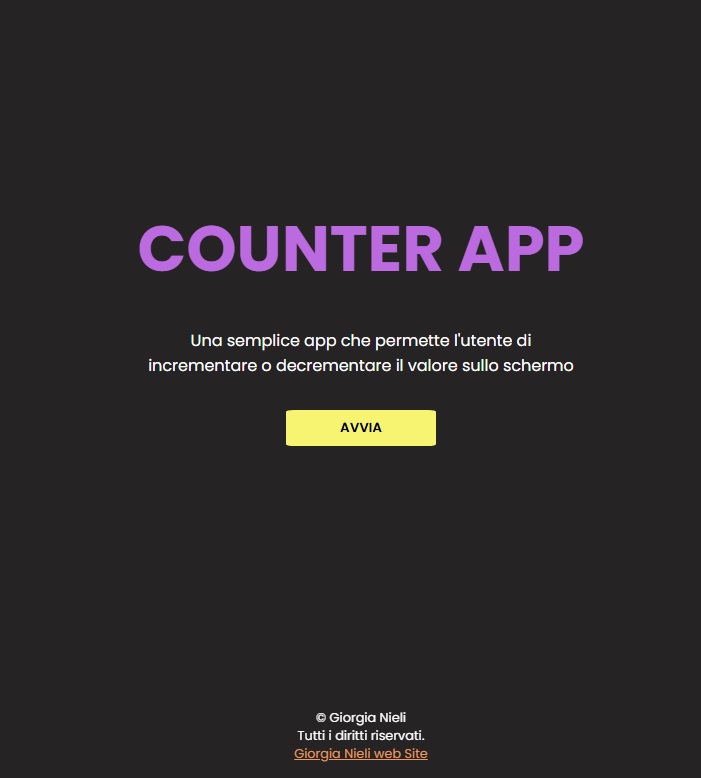 COUNTER APP
Una semplice app che permette l'utente di
incrementare o decrementare il valore sullo schermo
AVVIA
© Giorgia Nieli
Tutti i diritti riservati.
Giorgia Nieli web Site